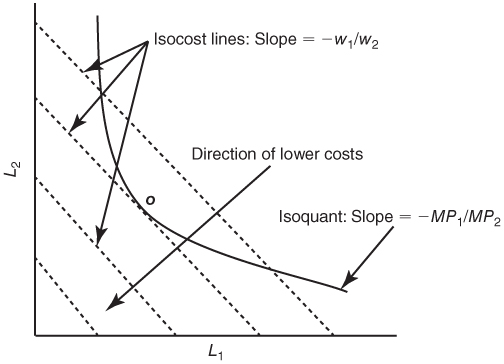 Isocost lines: Slope = −w₁/w₂
L₂
Direction of lower costs
o
Isoquant: Slope = −MP₁/MP₂
L₁